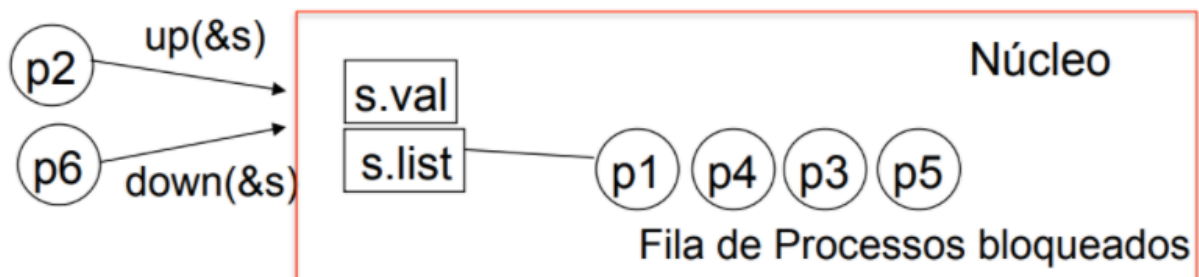 p2
up(&s)
Núcleo
s.val
p6
down(&s)
s.list
p1 p4 p3 p5
Fila de Processos bloqueados